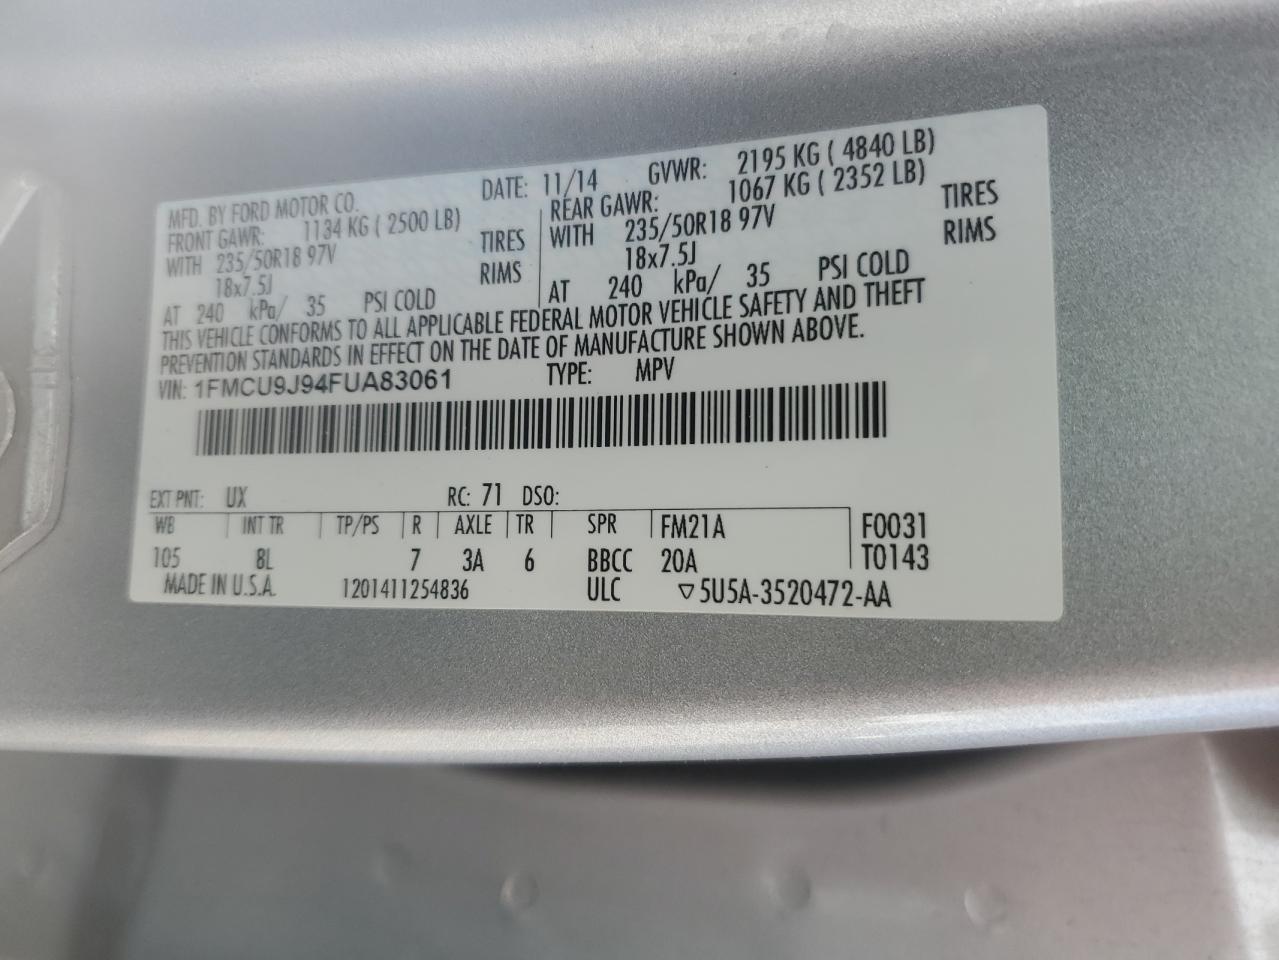 MFD. BY FORD MOTOR CO. DATE: 11/14 GVWR: 2195 KG ( 4840 LB)
FRONT GAWR: 1134 KG ( 2500 LB) REAR GAWR: 1067 KG ( 2352 LB)
WITH 235/50R18 97V TIRES WITH 235/50R18 97V TIRES
18x7.5J RIMS 18x7.5J RIMS
AT 240 kPa/ 35 PSI COLD AT 240 kPa/ 35 PSI COLD
THIS VEHICLE CONFORMS TO ALL APPLICABLE FEDERAL MOTOR VEHICLE SAFETY AND THEFT
PREVENTION STANDARDS IN EFFECT ON THE DATE OF MANUFACTURE SHOWN ABOVE.
VIN: 1FMCU9J94FUA83061 TYPE: MPV
EXT PNT: UX RC: 71 DSO:
WB INT TR TP/PS R AXLE TR SPR FM21A F0031
105 8L 7 3A 6 BBCC 20A T0143
MADE IN U.S.A. 1201411254836 ULC ▽5U5A-3520472-AA